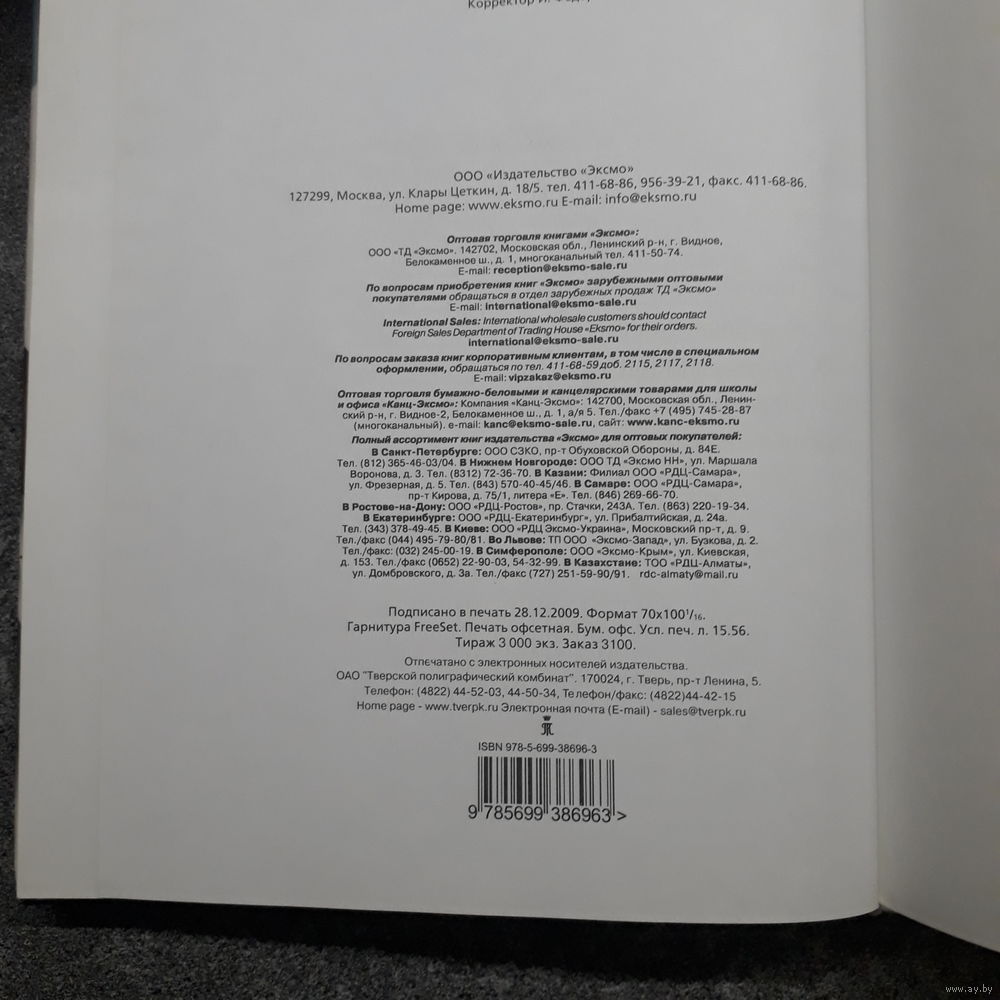 Корректор И.
ООО «Издательство «Эксмо»
127299, Москва, ул. Клары Цеткин, д. 18/5. тел. 411-68-86, 956-39-21, факс. 411-68-86.
Home page: www.eksmo.ru E-mail: info@eksmo.ru
Оптовая торговля книгами «Эксмо»:
ООО «ТД «Эксмо». 142702, Московская обл., Ленинский р-н, г. Видное,
Белокаменное ш., д. 1, многоканальный тел. 411-50-74.
E-mail: reception@eksmo-sale.ru
По вопросам приобретения книг «Эксмо» зарубежными оптовыми
покупателями обращаться в отдел зарубежных продаж ТД «Эксмо»
E-mail: international@eksmo-sale.ru
International Sales: International wholesale customers should contact
Foreign Sales Department of Trading House «Eksmo» for their orders.
international@eksmo-sale.ru
По вопросам заказа книг корпоративным клиентам, в том числе в специальном
оформлении, обращаться по тел. 411-68-59 доб. 2115, 2117, 2118.
E-mail: vipzakaz@eksmo.ru
Оптовая торговля бумажно-беловыми и канцелярскими товарами для школы
и офиса «Канц-Эксмо»: Компания «Канц-Эксмо»: 142700, Московская обл., Ленин-
ский р-н, г. Видное-2, Белокаменное ш., д. 1, а/я 5. Тел./факс +7 (495) 745-28-87
(многоканальный). e-mail: kanc@eksmo-sale.ru, сайт: www.kanc-eksmo.ru
Полный ассортимент книг издательства «Эксмо» для оптовых покупателей:
В Санкт-Петербурге: ООО СЗКО, пр-т Обуховской Обороны, д. 84Е.
Тел. (812) 365-46-03/04. В Нижнем Новгороде: ООО ТД «Эксмо НН», ул. Маршала
Воронова, д. 3. Тел. (8312) 72-36-70. В Казани: Филиал ООО «РДЦ-Самара»,
ул. Фрезерная, д. 5. Тел. (843) 570-40-45/46. В Самаре: ООО «РДЦ-Самара»,
пр-т Кирова, д. 75/1, литера «Е». Тел. (846) 269-66-70.
В Ростове-на-Дону: ООО «РДЦ-Ростов», пр. Стачки, 243А. Тел. (863) 220-19-34.
В Екатеринбурге: ООО «РДЦ-Екатеринбург», ул. Прибалтийская, д. 24а.
Тел. (343) 378-49-45. В Киеве: ООО «РДЦ Эксмо-Украина», Московский пр-т, д. 9.
Тел./факс (044) 495-79-80/81. Во Львове: ТП ООО «Эксмо-Запад», ул. Бузкова, д. 2.
Тел./факс: (032) 245-00-19. В Симферополе: ООО «Эксмо-Крым», ул. Киевская,
д. 153. Тел./факс (0652) 22-90-03, 54-32-99. В Казахстане: ТОО «РДЦ-Алматы»,
ул. Домбровского, д. 3а. Тел./факс (727) 251-59-90/91. rdc-almaty@mail.ru
Подписано в печать 28.12.2009. Формат 70x100 1/16.
Гарнитура FreeSet. Печать офсетная. Бум. офс. Усл. печ. л. 15.56.
Тираж 3 000 экз. Заказ 3100.
Отпечатано с электронных носителей издательства.
ОАО "Тверской полиграфический комбинат". 170024, г. Тверь, пр-т Ленина, 5.
Телефон: (4822) 44-52-03, 44-50-34, Телефон/факс: (4822)44-42-15
Home page - www.tverpk.ru Электронная почта (E-mail) - sales@tverpk.ru
ISBN 978-5-699-38696-3
9 785699 386963 >
www.ay.by